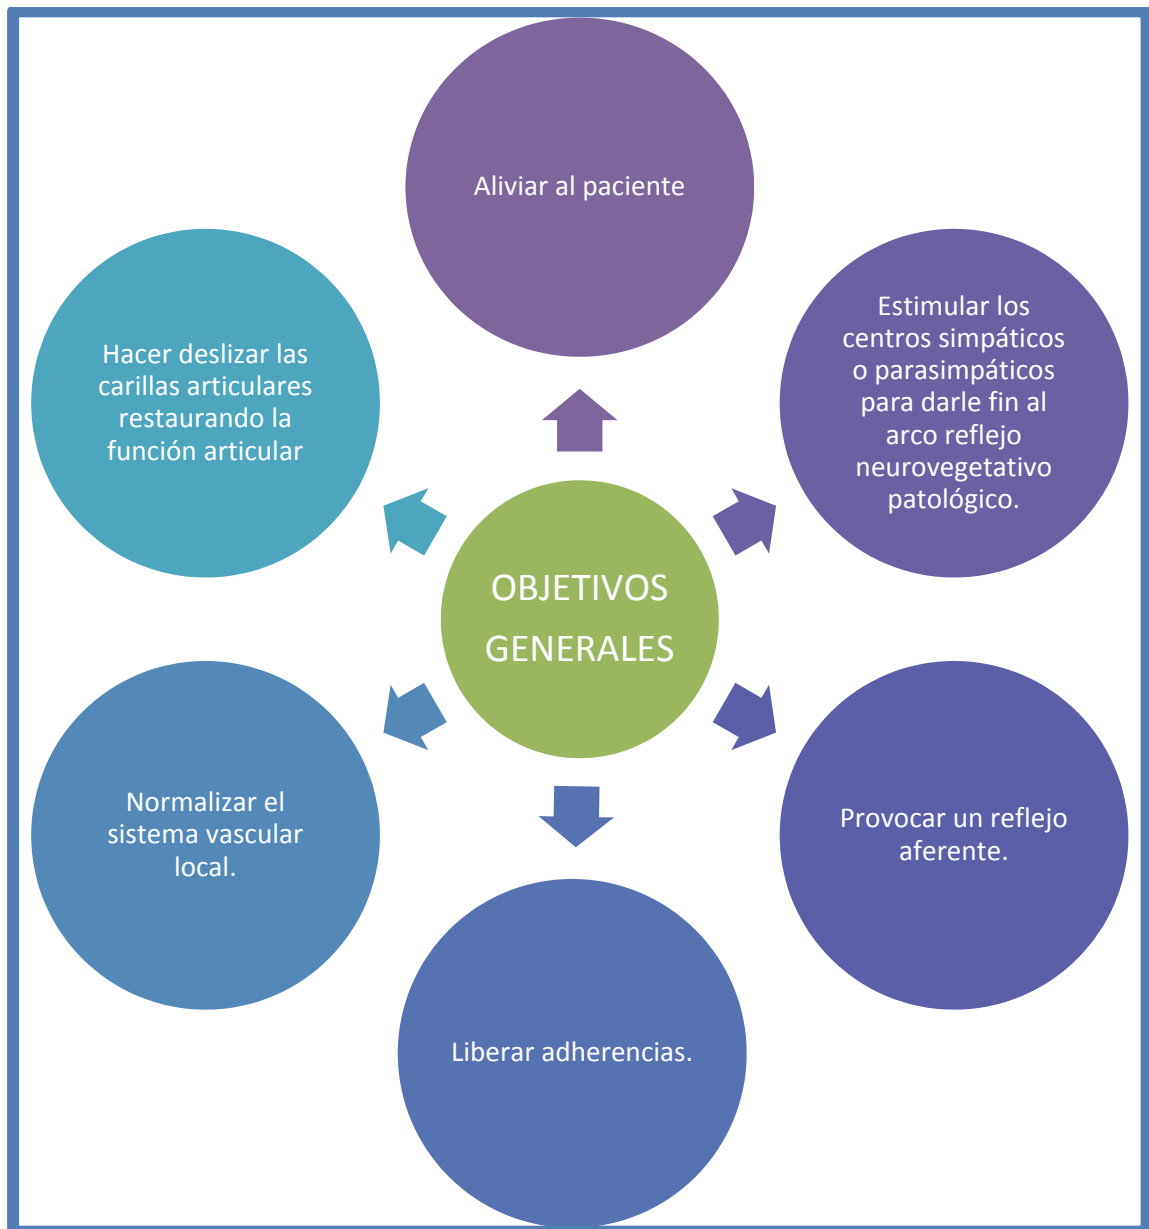 Aliviar al paciente
Estimular los
centros simpáticos
o parasimpáticos
para darle fin al
arco reflejo
neurovegetativo
patológico.
Hacer deslizar las
carillas articulares
restaurando la
función articular
OBJETIVOS
GENERALES
Normalizar el
sistema vascular
local.
Provocar un reflejo
aferente.
Liberar adherencias.